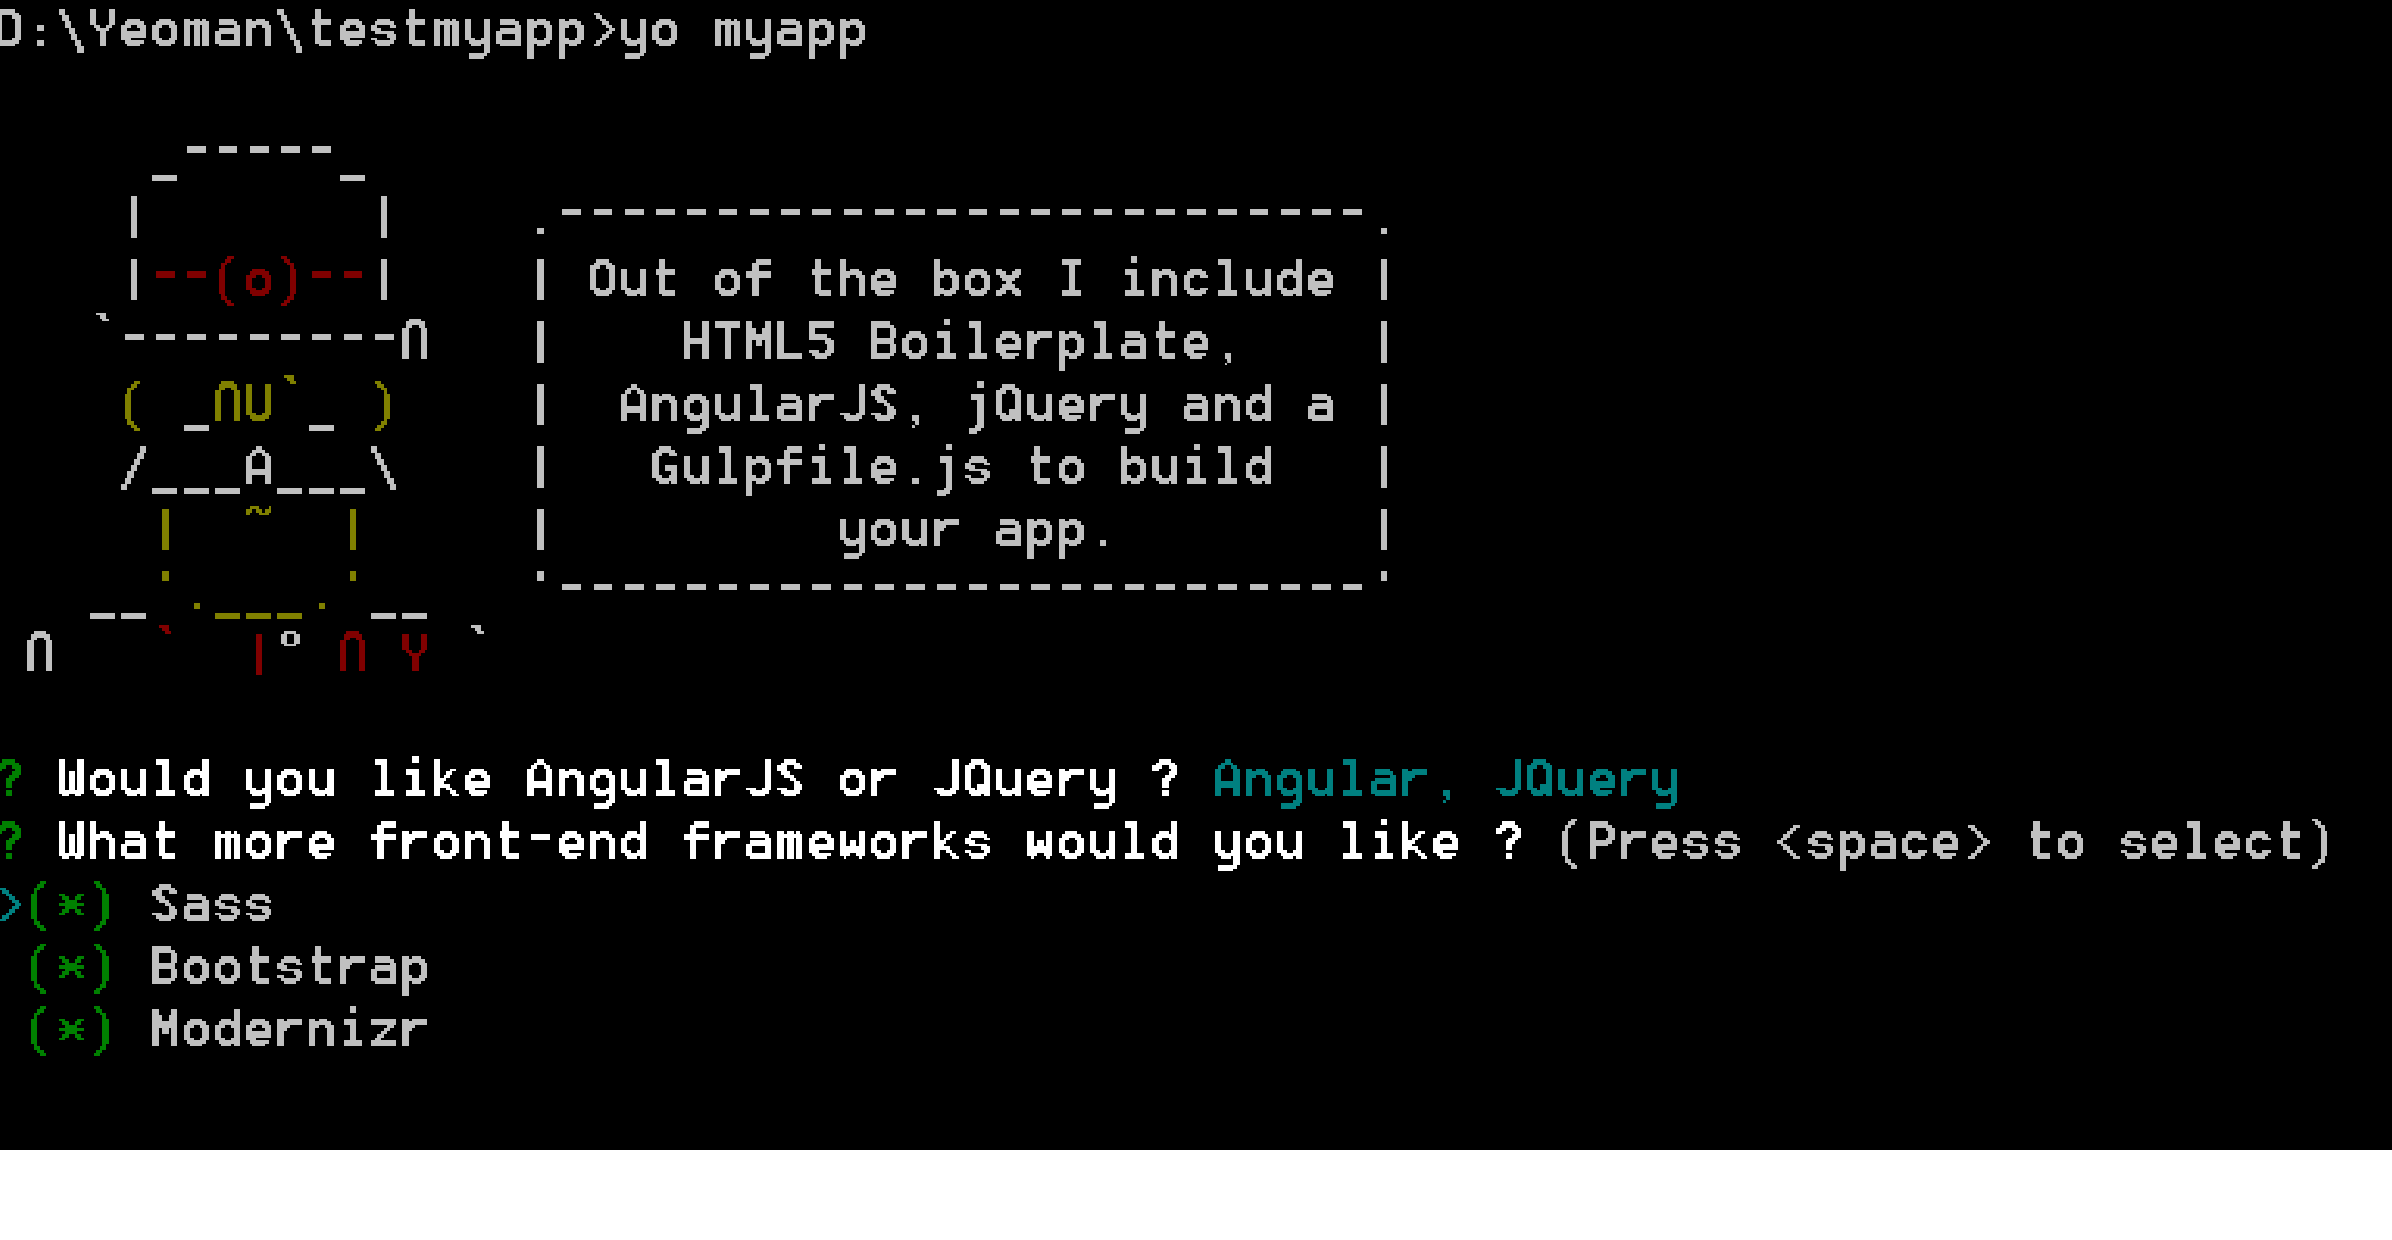 D:\Yeoman\testmyapp>yo myapp
Out of the box I include
HTML5 Boilerplate,
AngularJS, jQuery and a
Gulpfile.js to build
your app.
? Would you like AngularJS or JQuery ? Angular, JQuery
? What more front-end frameworks would you like ? (Press <space> to select)
>(*) Sass
(*) Bootstrap
(*) Modernizr